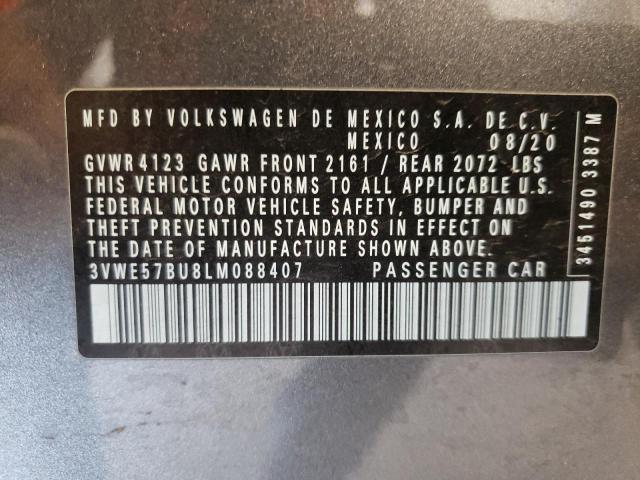 MFD BY VOLKSWAGEN DE MEXICO S.A. DE C.V.
MEXICO 08/20
GVWR 4123 GAWR FRONT 2161 / REAR 2072 LBS
THIS VEHICLE CONFORMS TO ALL APPLICABLE U.S.
FEDERAL MOTOR VEHICLE SAFETY, BUMPER AND
THEFT PREVENTION STANDARDS IN EFFECT ON
THE DATE OF MANUFACTURE SHOWN ABOVE.
3VWE57BU8LM088407 PASSENGER CAR
3451490 3387 M